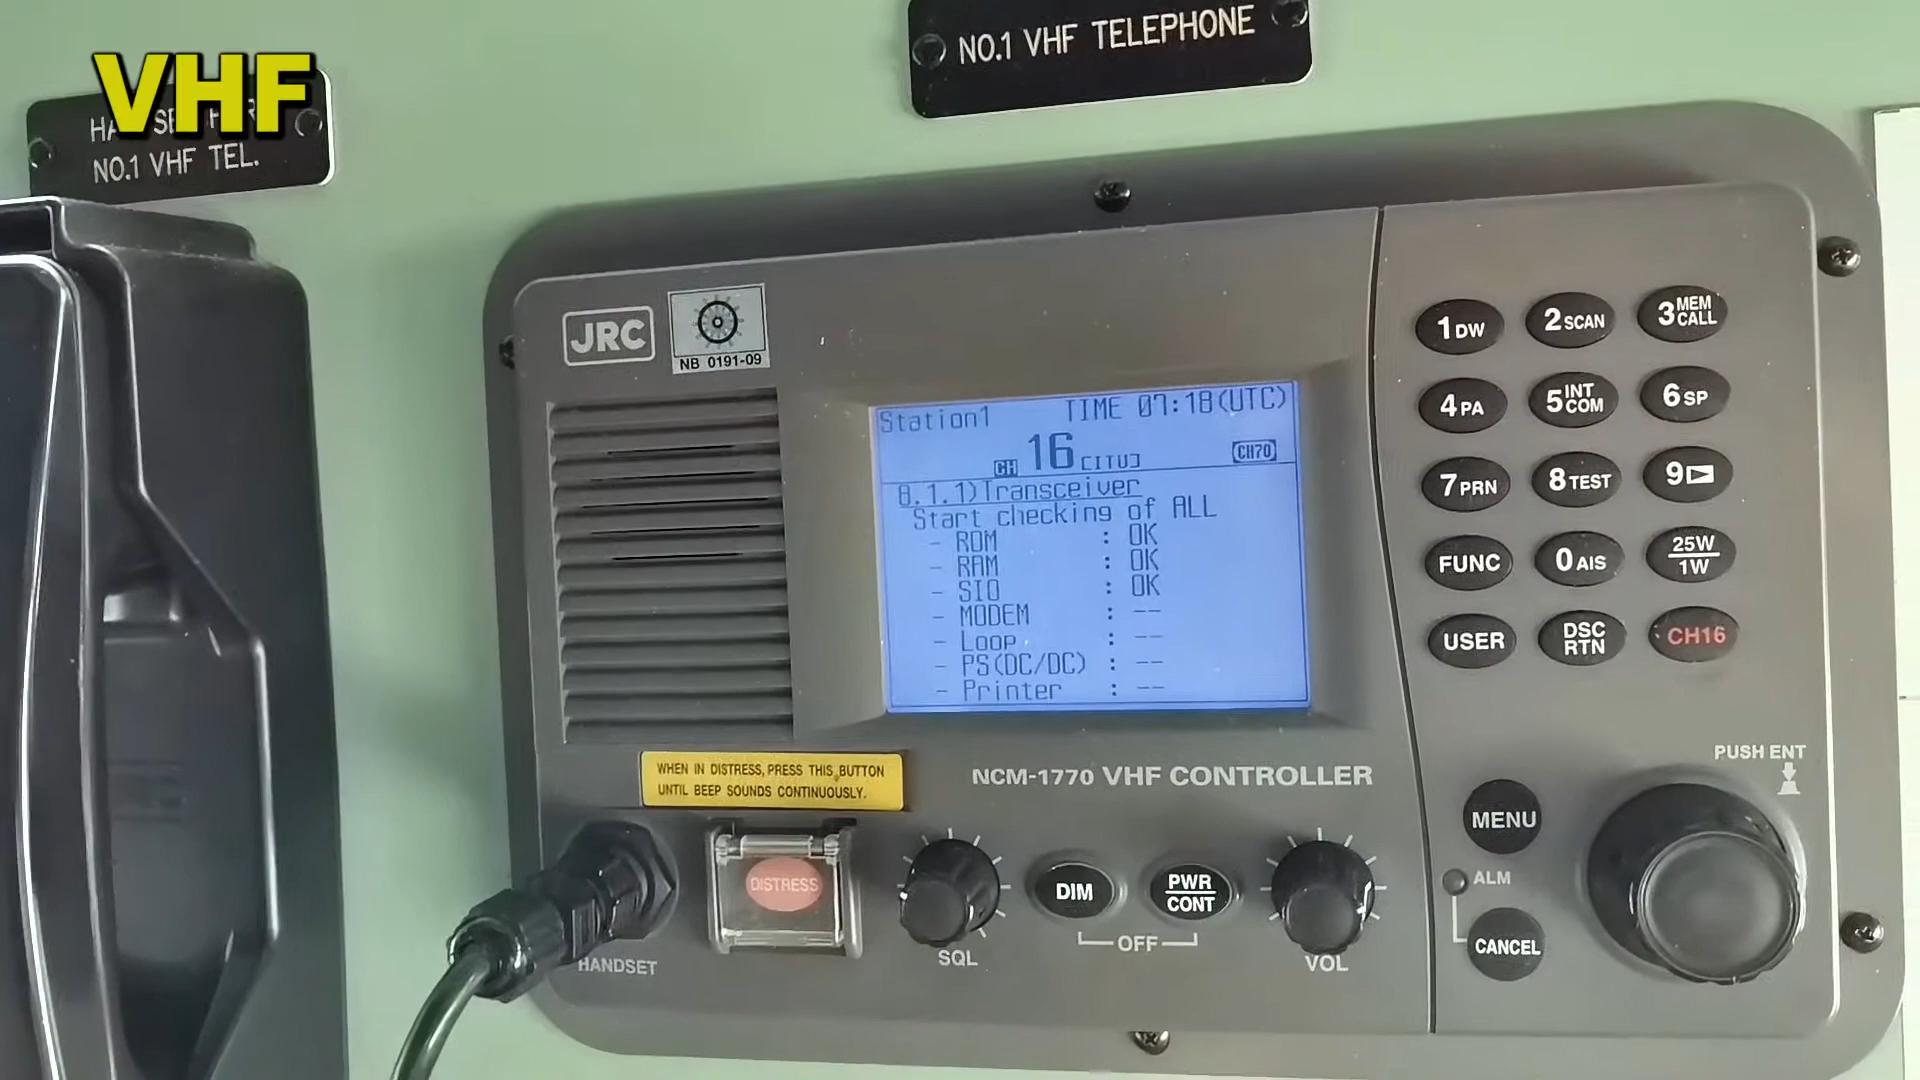 VHF
NO.1 VHF TEL.
NO.1 VHF TELEPHONE
JRC
NB 0191-09
Station1 TIME 07:18(UTC)
CH 16 [ITU] CH70
8.1.1)Transceiver
Start checking of ALL
- ROM : OK
- RAM : OK
- SIO : OK
- MODEM : --
- Loop : --
- PS(DC/DC) : --
- Printer : --
1 DW 2 SCAN 3 MEM CALL
4 PA 5 INT COM 6 SP
7 PRN 8 TEST 9
FUNC 0 AIS 25W/1W
USER DSC RTN CH16
WHEN IN DISTRESS, PRESS THIS BUTTON
UNTIL BEEP SOUNDS CONTINUOUSLY.
NCM-1770 VHF CONTROLLER
PUSH ENT
MENU
ALM
CANCEL
DISTRESS
DIM
PWR
CONT
OFF
HANDSET
SQL
VOL